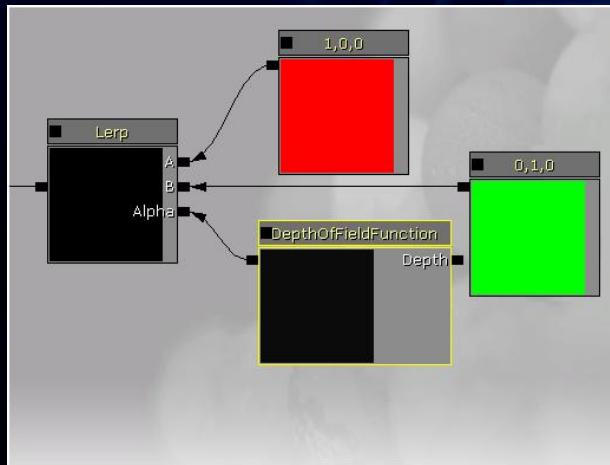 1,0,0
Lerp
A
B
Alpha
0,1,0
DepthOfFieldFunction
Depth